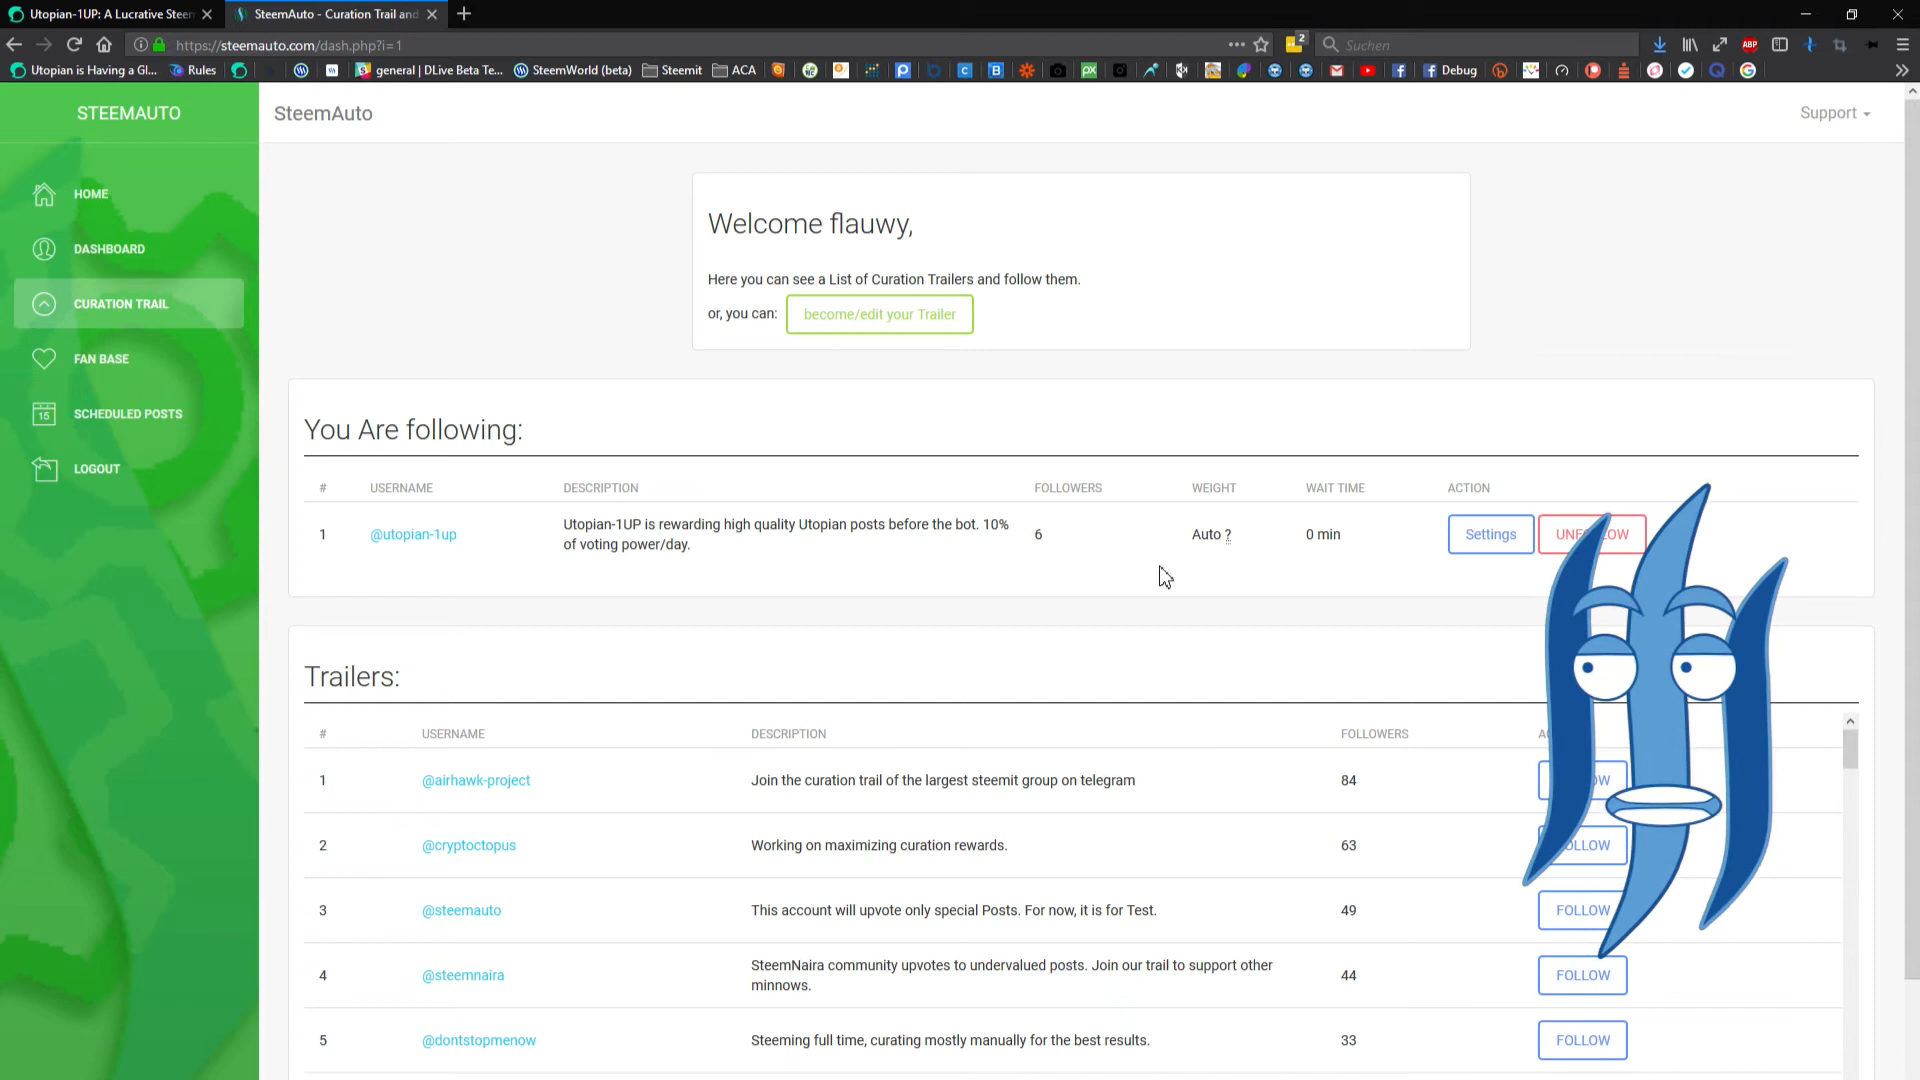 Utopian-1UP: A Lucrative Steem
SteemAuto - Curation Trail and
https://steemauto.com/dash.php?i=1
2
Suchen
ABP
Utopian is Having a Gl...
Rules
general | DLive Beta Te...
SteemWorld (beta)
Steemit
ACA
Debug
STEEMAUTO
SteemAuto
Support
HOME
DASHBOARD
CURATION TRAIL
FAN BASE
15
SCHEDULED POSTS
LOGOUT
Welcome flauwy,
Here you can see a List of Curation Trailers and follow them.
or, you can:
become/edit your Trailer
You Are following:
# USERNAME DESCRIPTION FOLLOWERS WEIGHT WAIT TIME ACTION
1 @utopian-1up Utopian-1UP is rewarding high quality Utopian posts before the bot. 10%
of voting power/day.
6 Auto ? 0 min Settings
Trailers:
# USERNAME DESCRIPTION FOLLOWERS
1 @airhawk-project Join the curation trail of the largest steemit group on telegram 84
2 @cryptoctopus Working on maximizing curation rewards. 63
3 @steemauto This account will upvote only special Posts. For now, it is for Test. 49 FOLLOW
4 @steemnaira SteemNaira community upvotes to undervalued posts. Join our trail to support other
minnows.
44 FOLLOW
5 @dontstopmenow Steeming full time, curating mostly manually for the best results. 33 FOLLOW